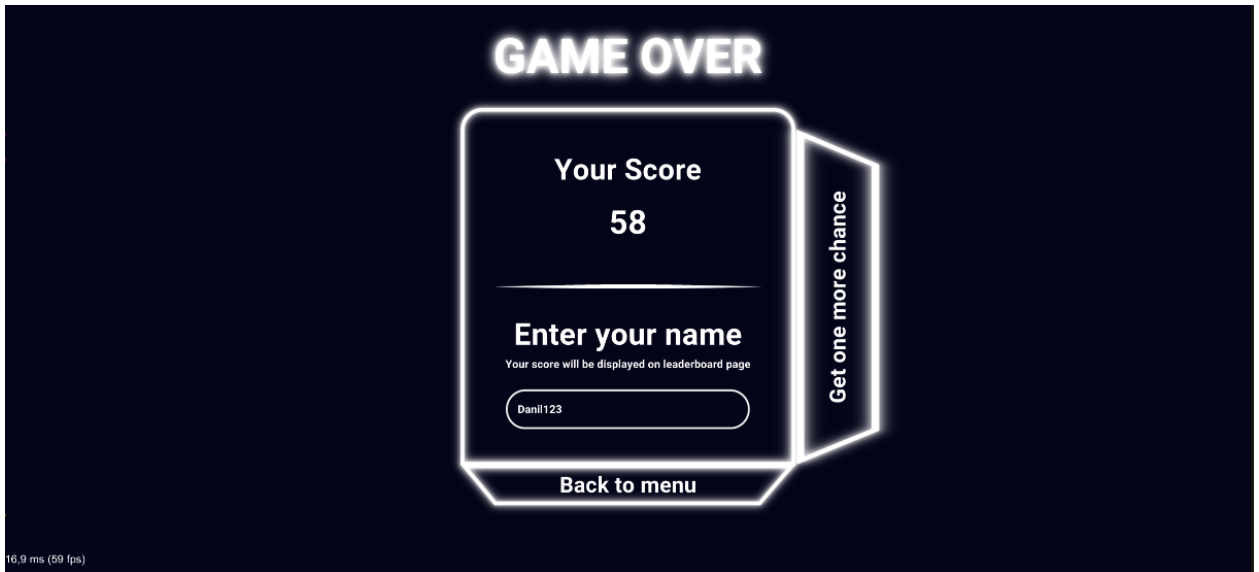 GAME OVER
Your Score
58
Get one more chance
Enter your name
Your score will be displayed on leaderboard page
Danil123
Back to menu
16,9 ms (59 fps)